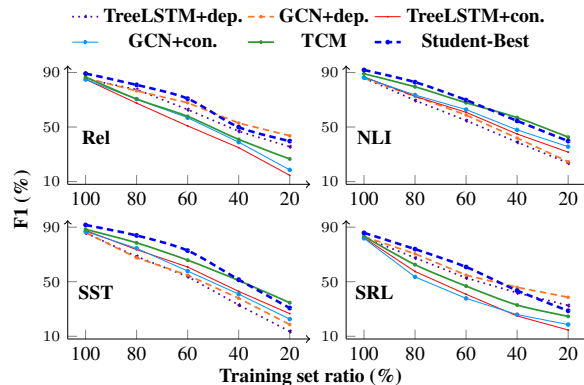 TreeLSTM+dep. GCN+dep. TreeLSTM+con.
GCN+con. TCM Student-Best
F1 (%)
90
50
10
Rel
100 80 60 40 20
90
50
10
NLI
100 80 60 40 20
90
50
10
SST
100 80 60 40 20
90
50
10
SRL
100 80 60 40 20
Training set ratio (%)